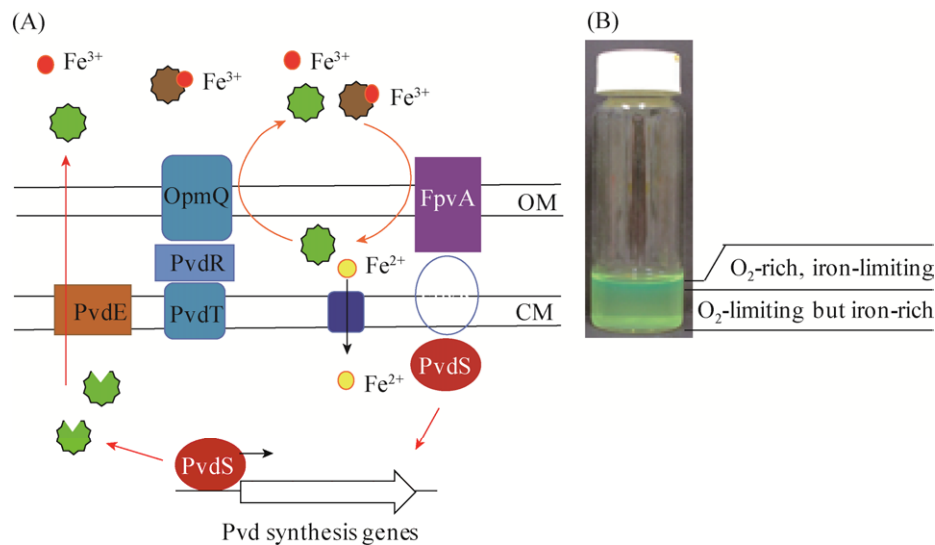 (A)
(B)
Fe³⁺
Fe³⁺
Fe³⁺
Fe³⁺
OpmQ
FpvA
OM
PvdR
Fe²⁺
O₂-rich, iron-limiting
PvdE
PvdT
CM
O₂-limiting but iron-rich
PvdS
Fe²⁺
PvdS
Pvd synthesis genes